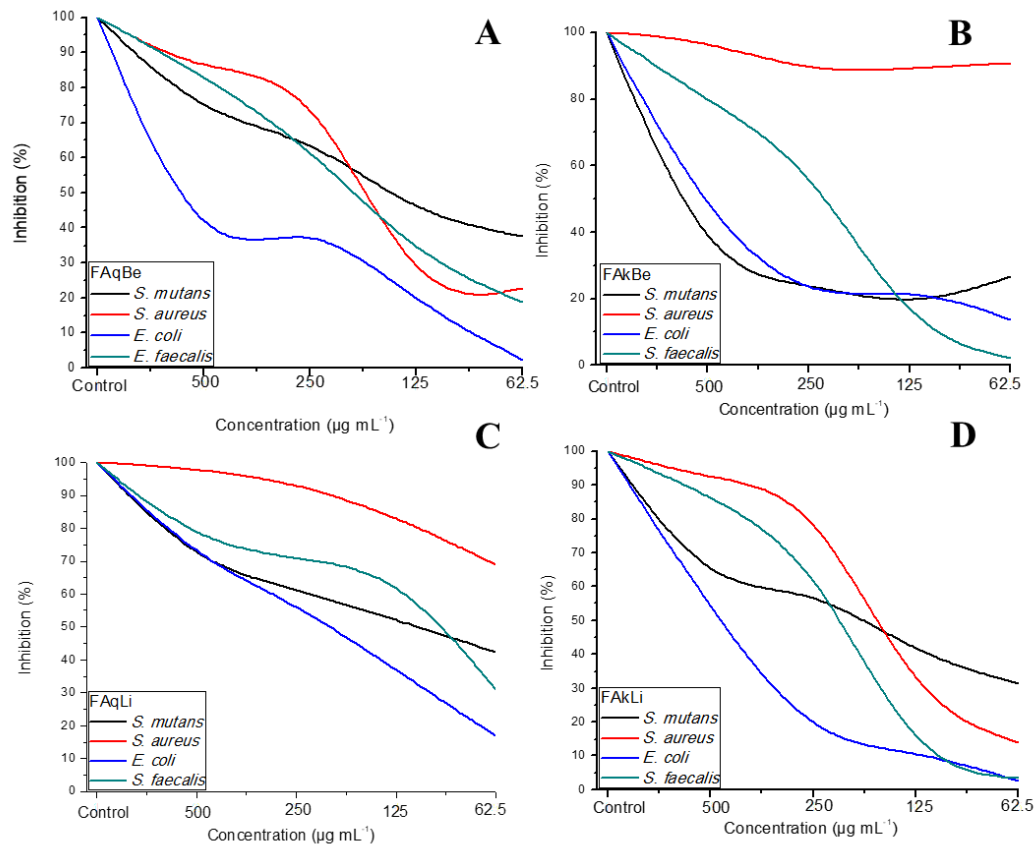 A
Inhibition (%)
100
90
80
70
60
50
40
30
20
10
0
FAqBe
S. mutans
S. aureus
E. coli
E. faecalis
Control
500
250
125
62.5
Concentration (µg mL⁻¹)
B
Inhibition (%)
100
80
60
40
20
0
FAkBe
S. mutans
S. aureus
E. coli
S. faecalis
Control
500
250
125
62.5
Concentration (µg mL⁻¹)
C
Inhibition (%)
100
90
80
70
60
50
40
30
20
10
0
FAqLi
S. mutans
S. aureus
E. coli
S. faecalis
Control
500
250
125
62.5
Concentration (µg mL⁻¹)
D
Inhibition (%)
100
90
80
70
60
50
40
30
20
10
0
FAkLi
S. mutans
S. aureus
E. coli
S. faecalis
Control
500
250
125
62.5
Concentration (µg mL⁻¹)